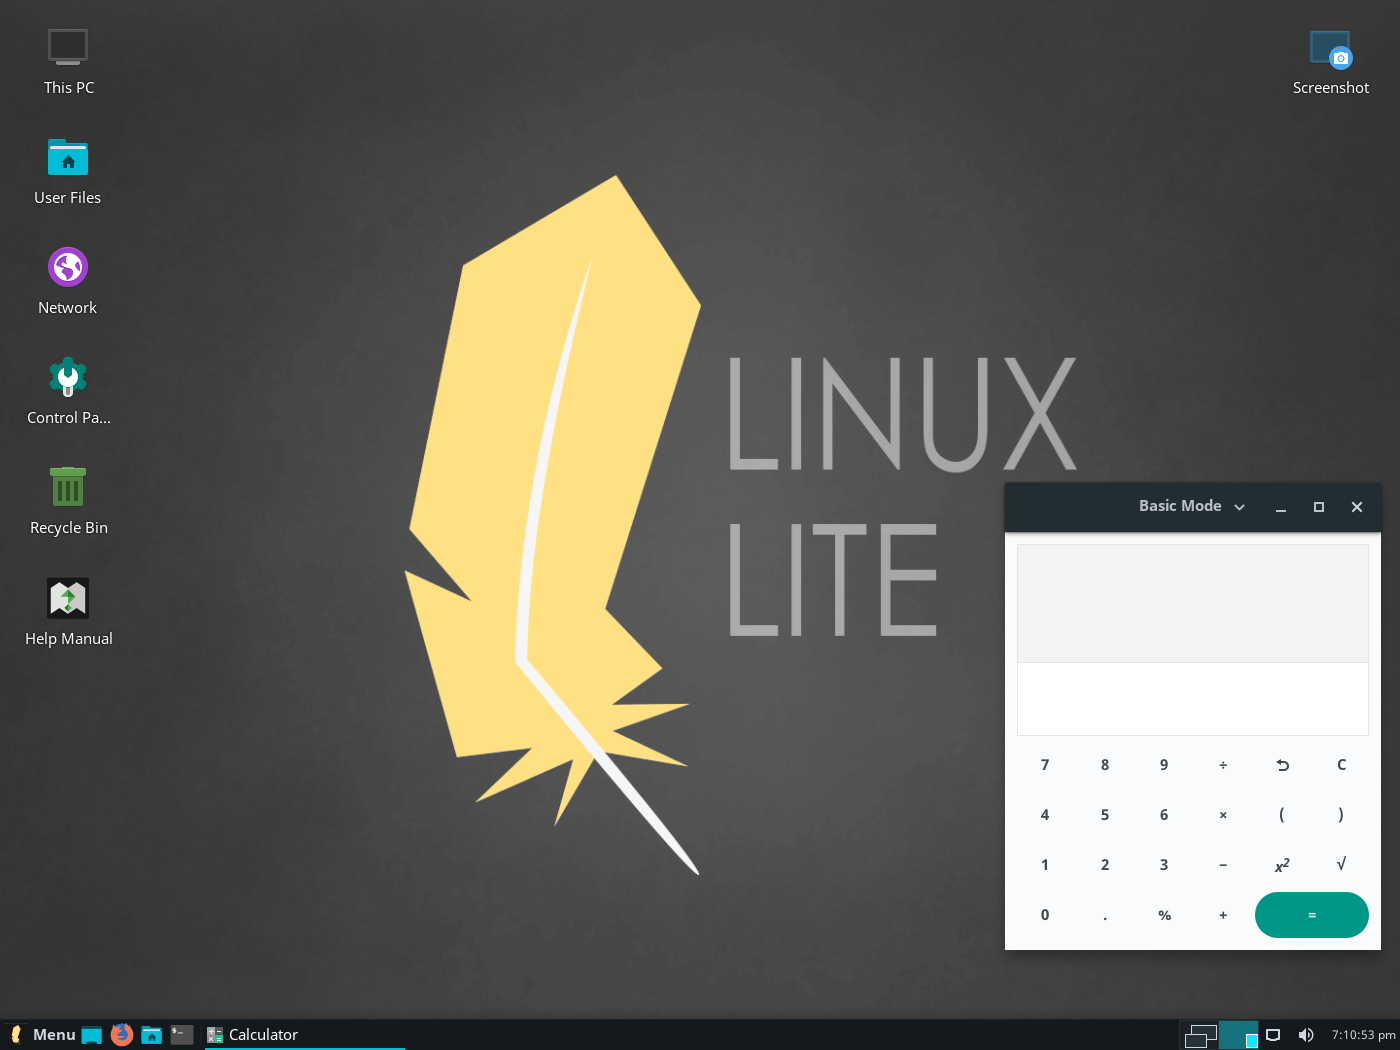 This PC
Screenshot
User Files
Network
Control Pa...
Recycle Bin
Help Manual
LINUX
LITE
Basic Mode
7 8 9 ÷ C
4 5 6 × ( )
1 2 3 − x² √
0 . % + =
Menu
$–
Calculator
7:10:53 pm